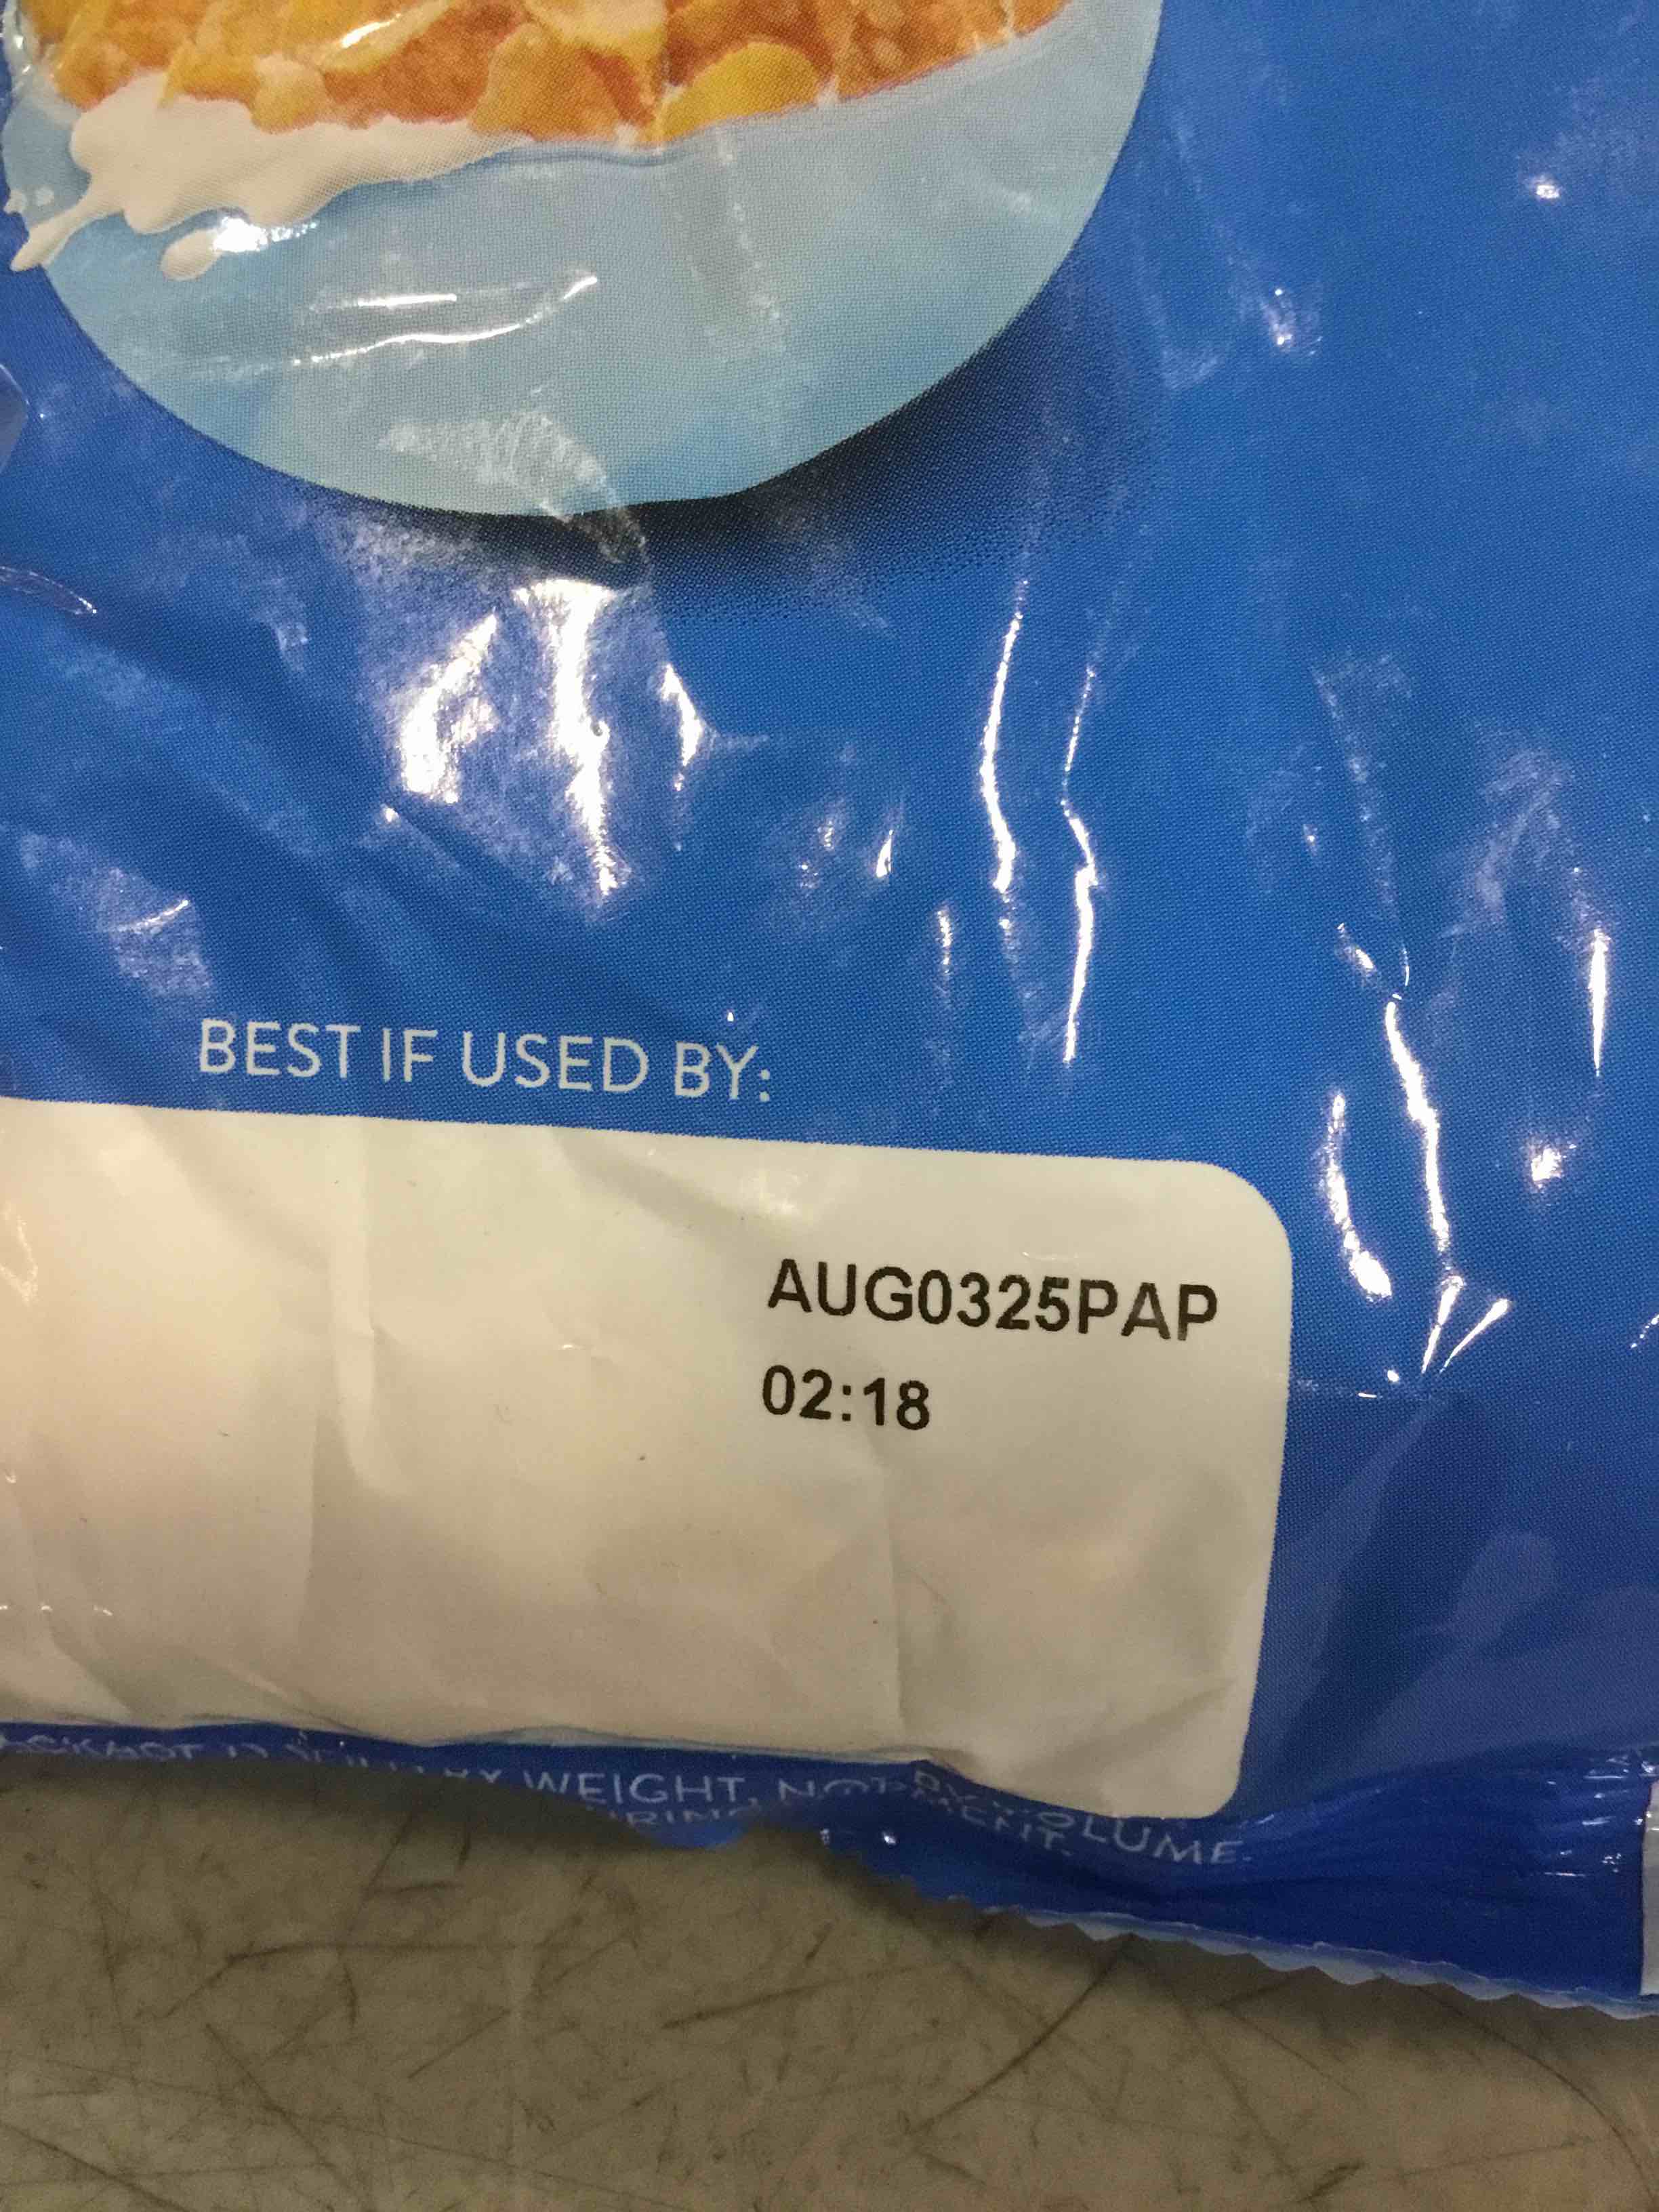 BEST IF USED BY:
AUG0325PAP
02:18
WEIGHT,